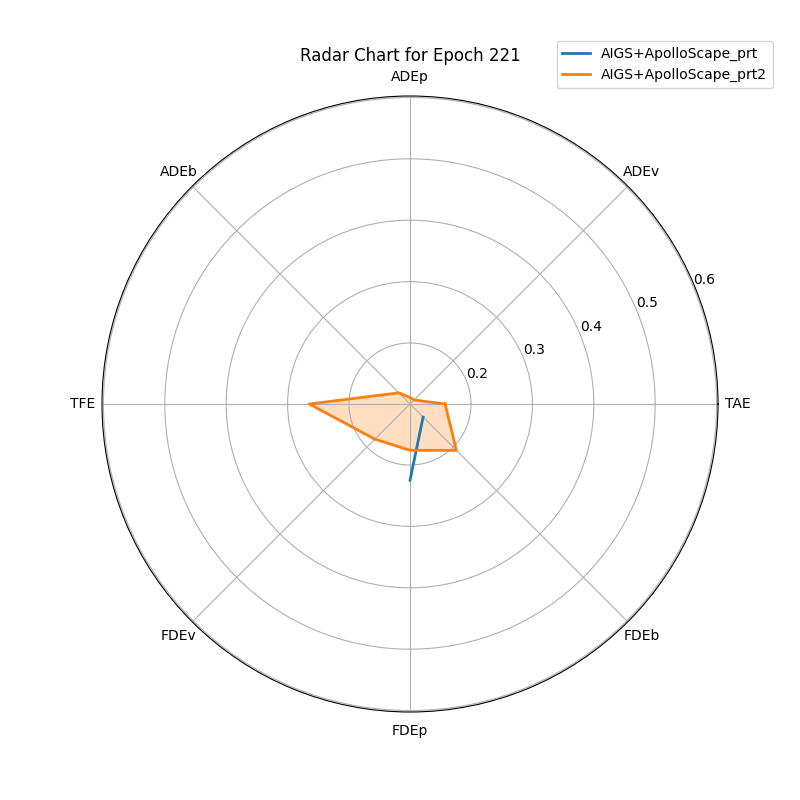 AIGS+ApolloScape_prt
AIGS+ApolloScape_prt2
Radar Chart for Epoch 221
ADEp
ADEb
ADEv
0.6
0.5
0.4
0.3
0.2
TFE
TAE
FDEv
FDEb
FDEp